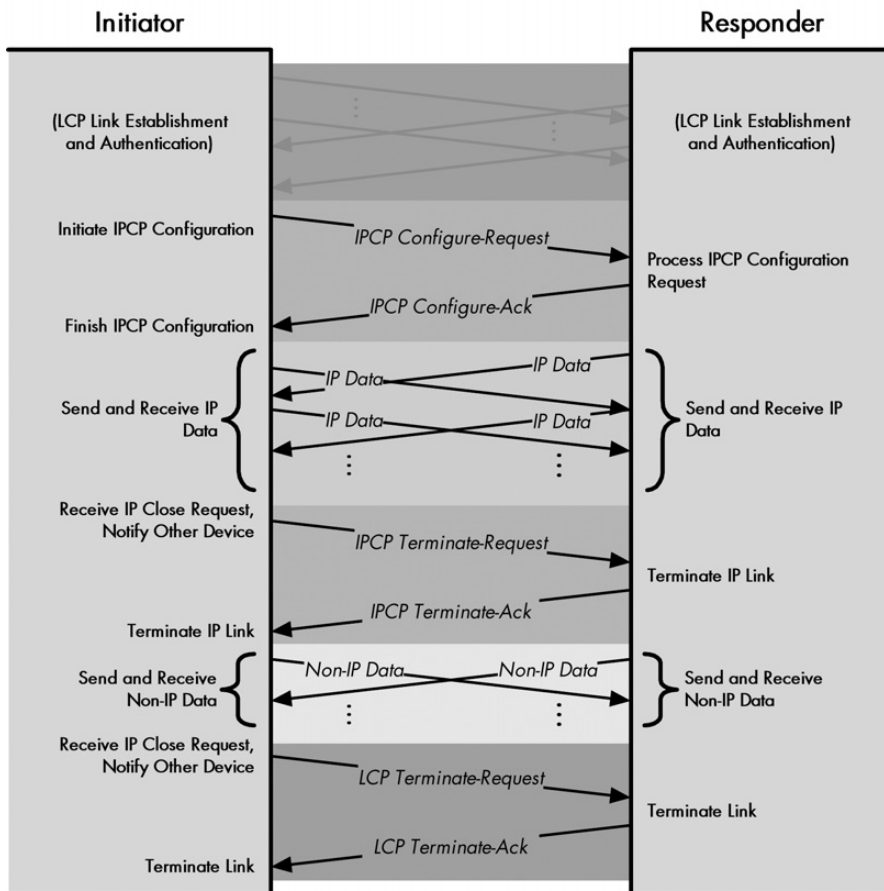 Initiator
Responder
(LCP Link Establishment
and Authentication)
(LCP Link Establishment
and Authentication)
Initiate IPCP Configuration
IPCP Configure-Request
Process IPCP Configuration
Request
IPCP Configure-Ack
Finish IPCP Configuration
IP Data
IP Data
Send and Receive IP
Data
IP Data
IP Data
Send and Receive IP
Data
Receive IP Close Request,
Notify Other Device
IPCP Terminate-Request
Terminate IP Link
IPCP Terminate-Ack
Terminate IP Link
Send and Receive
Non-IP Data
Non-IP Data
Non-IP Data
Send and Receive
Non-IP Data
Receive IP Close Request,
Notify Other Device
LCP Terminate-Request
Terminate Link
LCP Terminate-Ack
Terminate Link